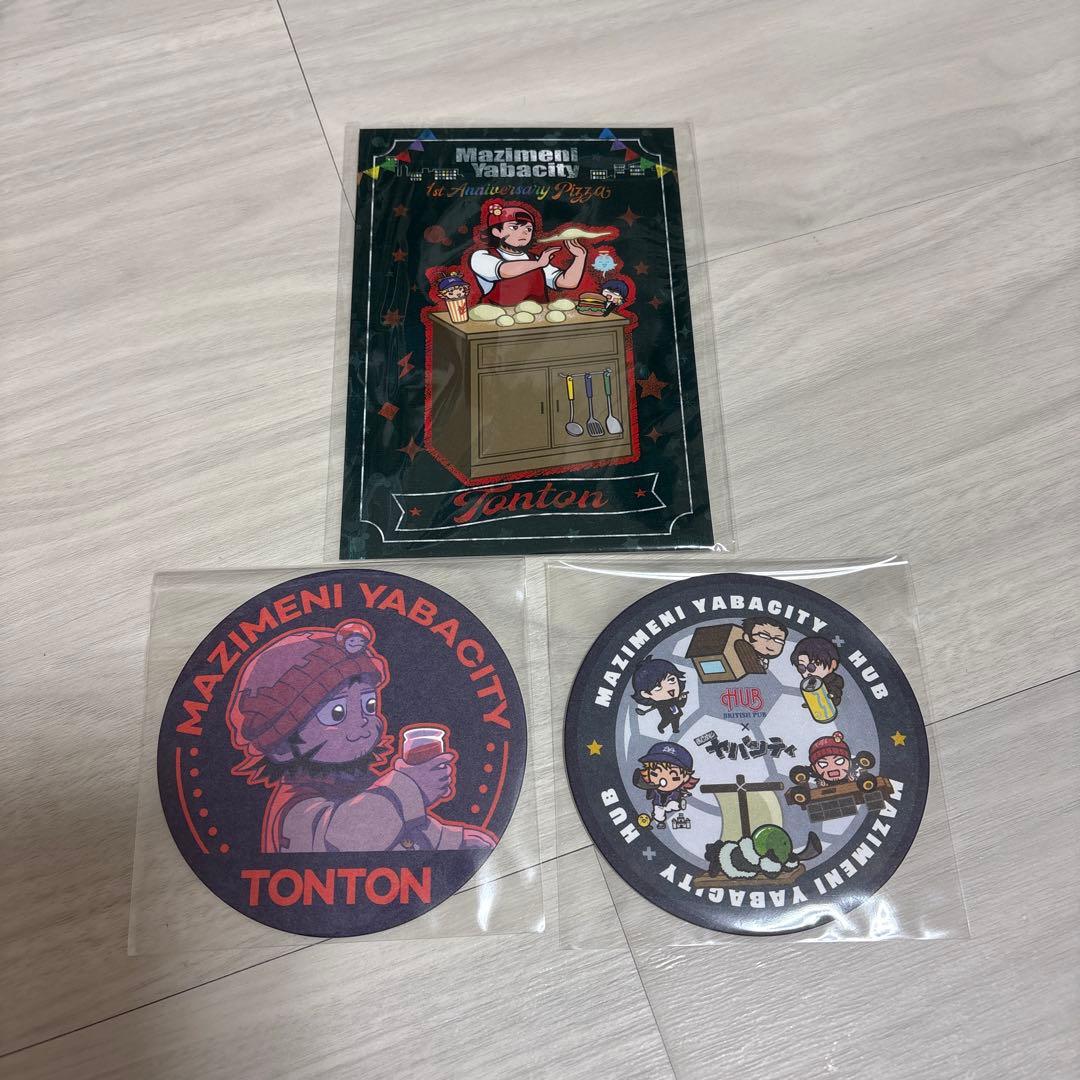 Mazimeni
Yabacity
1st Anniversary Pizza
Tonton
MAZIMENI YABACITY
TONTON
MAZIMENI YABACITY
HUB
HUB
BRITISH PUB
×
ヤバシティ
HUB
MAZIMENI YABACITY